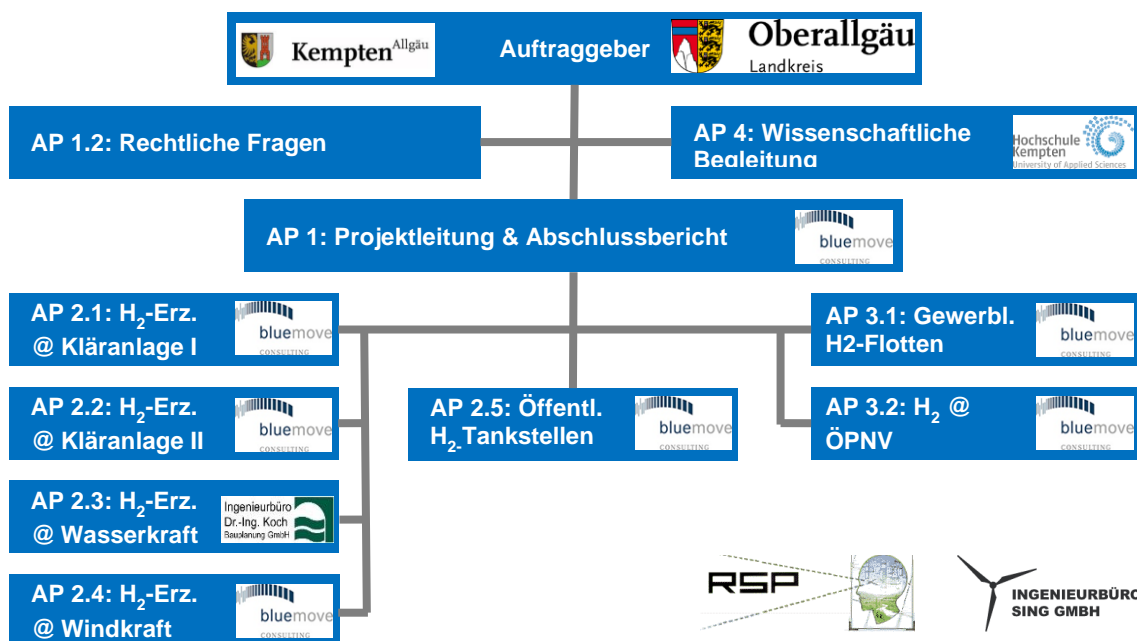 Kempten Allgäu
Auftraggeber
Oberallgäu
Landkreis
AP 1.2: Rechtliche Fragen
AP 4: Wissenschaftliche
Begleitung
Hochschule
Kempten
University of Applied Sciences
AP 1: Projektleitung & Abschlussbericht
bluemove
CONSULTING
AP 2.1: H₂-Erz.
@ Kläranlage I
bluemove
CONSULTING
AP 3.1: Gewerbl.
H2-Flotten
bluemove
CONSULTING
AP 2.2: H₂-Erz.
@ Kläranlage II
bluemove
CONSULTING
AP 2.5: Öffentl.
H₂-Tankstellen
bluemove
CONSULTING
AP 3.2: H₂ @
ÖPNV
bluemove
CONSULTING
AP 2.3: H₂-Erz.
@ Wasserkraft
Ingenieurbüro
Dr.-Ing. Koch
Bauplanung GmbH
AP 2.4: H₂-Erz.
@ Windkraft
bluemove
CONSULTING
RSP
INGENIEURBÜRO
SING GMBH